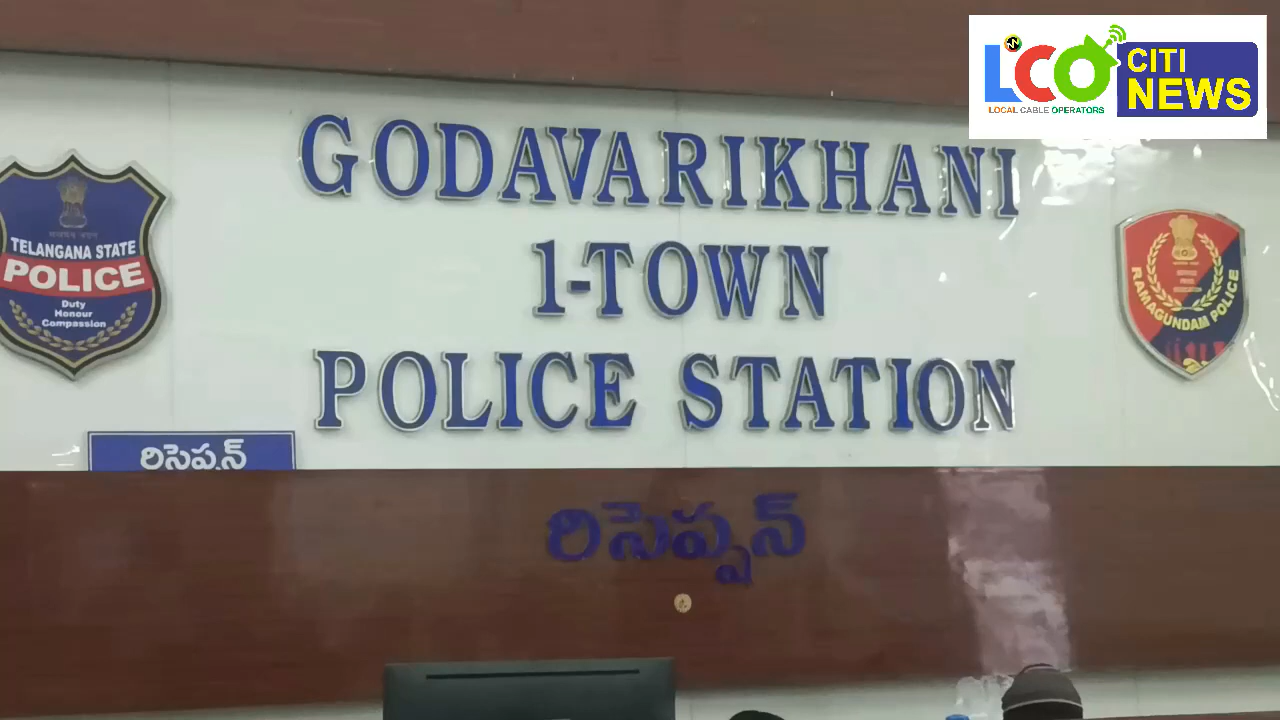 LCO
LOCAL CABLE OPERATORS
CITI
NEWS
GODAVARIKHANI
1-TOWN
POLICE STATION
TELANGANA STATE
POLICE
Duty
Honour
Compassion
RAMAGUNDAM POLICE
రిసెప్షన్
రిసెప్షన్